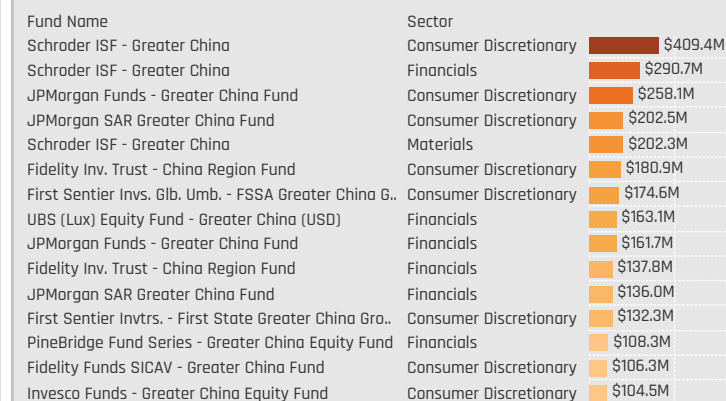 Fund Name Sector
Schroder ISF - Greater China Consumer Discretionary $409.4M
Schroder ISF - Greater China Financials $290.7M
JPMorgan Funds - Greater China Fund Consumer Discretionary $258.1M
JPMorgan SAR Greater China Fund Consumer Discretionary $202.5M
Schroder ISF - Greater China Materials $202.3M
Fidelity Inv. Trust - China Region Fund Consumer Discretionary $180.9M
First Sentier Invs. Glb. Umb. - FSSA Greater China G.. Consumer Discretionary $174.6M
UBS (Lux) Equity Fund - Greater China (USD) Financials $163.1M
JPMorgan Funds - Greater China Fund Financials $161.7M
Fidelity Inv. Trust - China Region Fund Financials $137.8M
JPMorgan SAR Greater China Fund Financials $136.0M
First Sentier Invtrs. - First State Greater China Gro.. Consumer Discretionary $132.3M
PineBridge Fund Series - Greater China Equity Fund Financials $108.3M
Fidelity Funds SICAV - Greater China Fund Consumer Discretionary $106.3M
Invesco Funds - Greater China Equity Fund Consumer Discretionary $104.5M